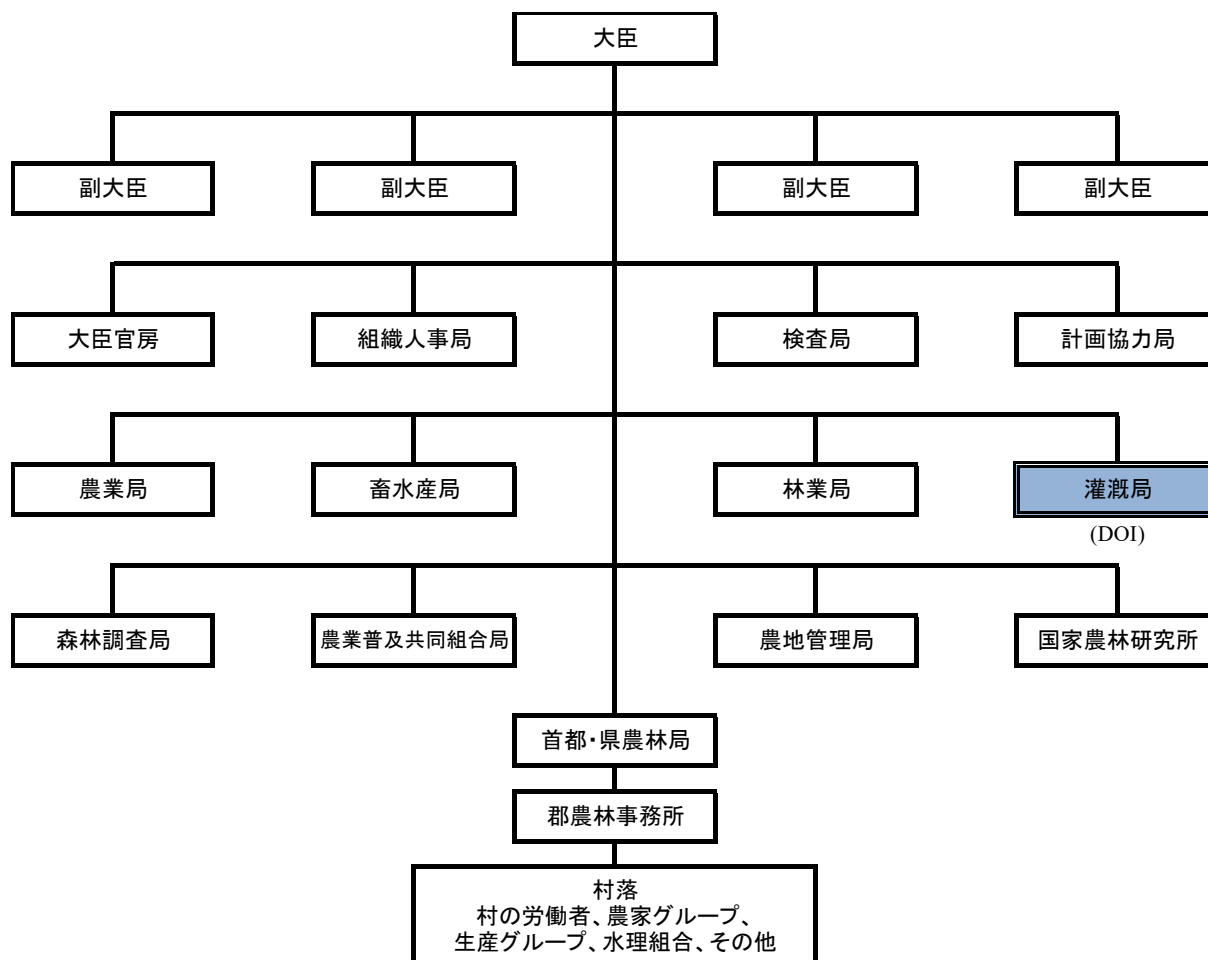 大臣
副大臣
副大臣
副大臣
副大臣
大臣官房
組織人事局
検査局
計画協力局
農業局
畜水産局
林業局
灌漑局
(DOI)
森林調査局
農業普及共同組合局
農地管理局
国家農林研究所
首都・県農林局
郡農林事務所
村落
村の労働者、農家グループ、
生産グループ、水理組合、その他